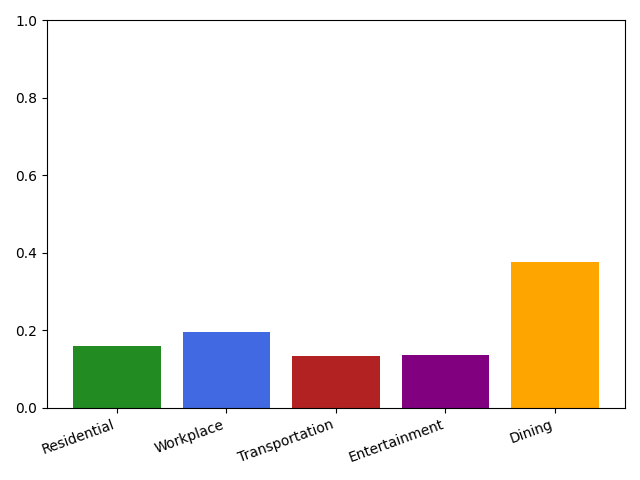 1.0
0.8
0.6
0.4
0.2
0.0
Residential
Workplace
Transportation
Entertainment
Dining